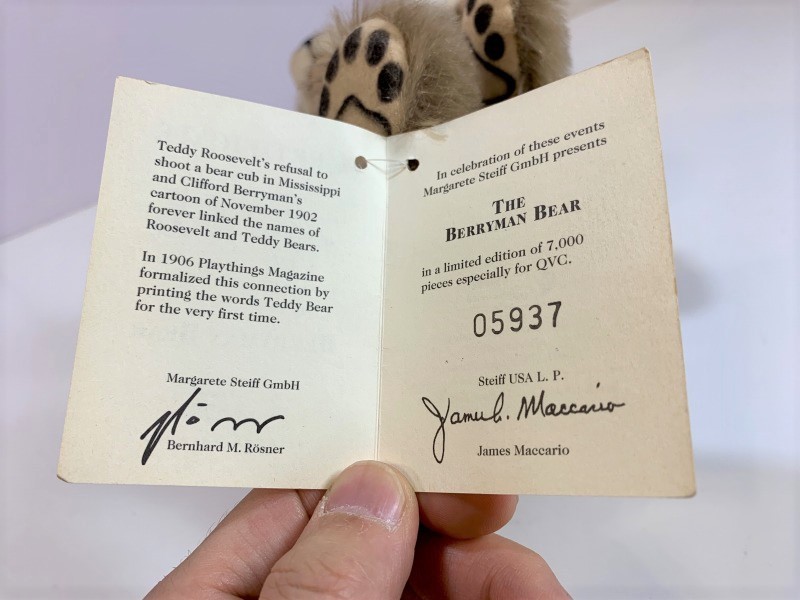 Teddy Roosevelt's refusal to
shoot a bear cub in Mississippi
and Clifford Berryman's
cartoon of November 1902
forever linked the names of
Roosevelt and Teddy Bears.
In 1906 Playthings Magazine
formalized this connection by
printing the words Teddy Bear
for the very first time.
Margarete Steiff GmbH
Bernhard M. Rösner
In celebration of these events
Margarete Steiff GmbH presents
THE
BERRYMAN BEAR
in a limited edition of 7,000
pieces especially for QVC.
05937
Steiff USA L. P.
James L. Maccario
James Maccario